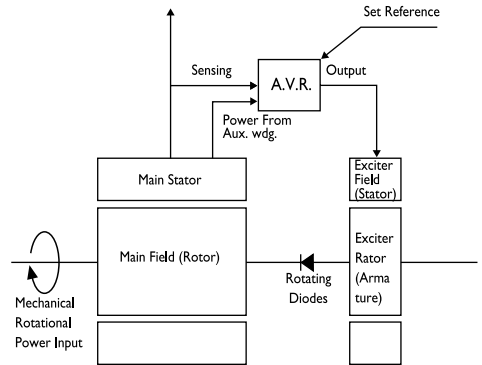 Set Reference
Sensing
A.V.R.
Output
Power From
Aux. wdg.
Main Stator
Exciter
Field
(Stator)
Main Field (Rotor)
Rotating
Diodes
Exciter
Rator
(Arma
ture)
Mechanical
Rotational
Power Input